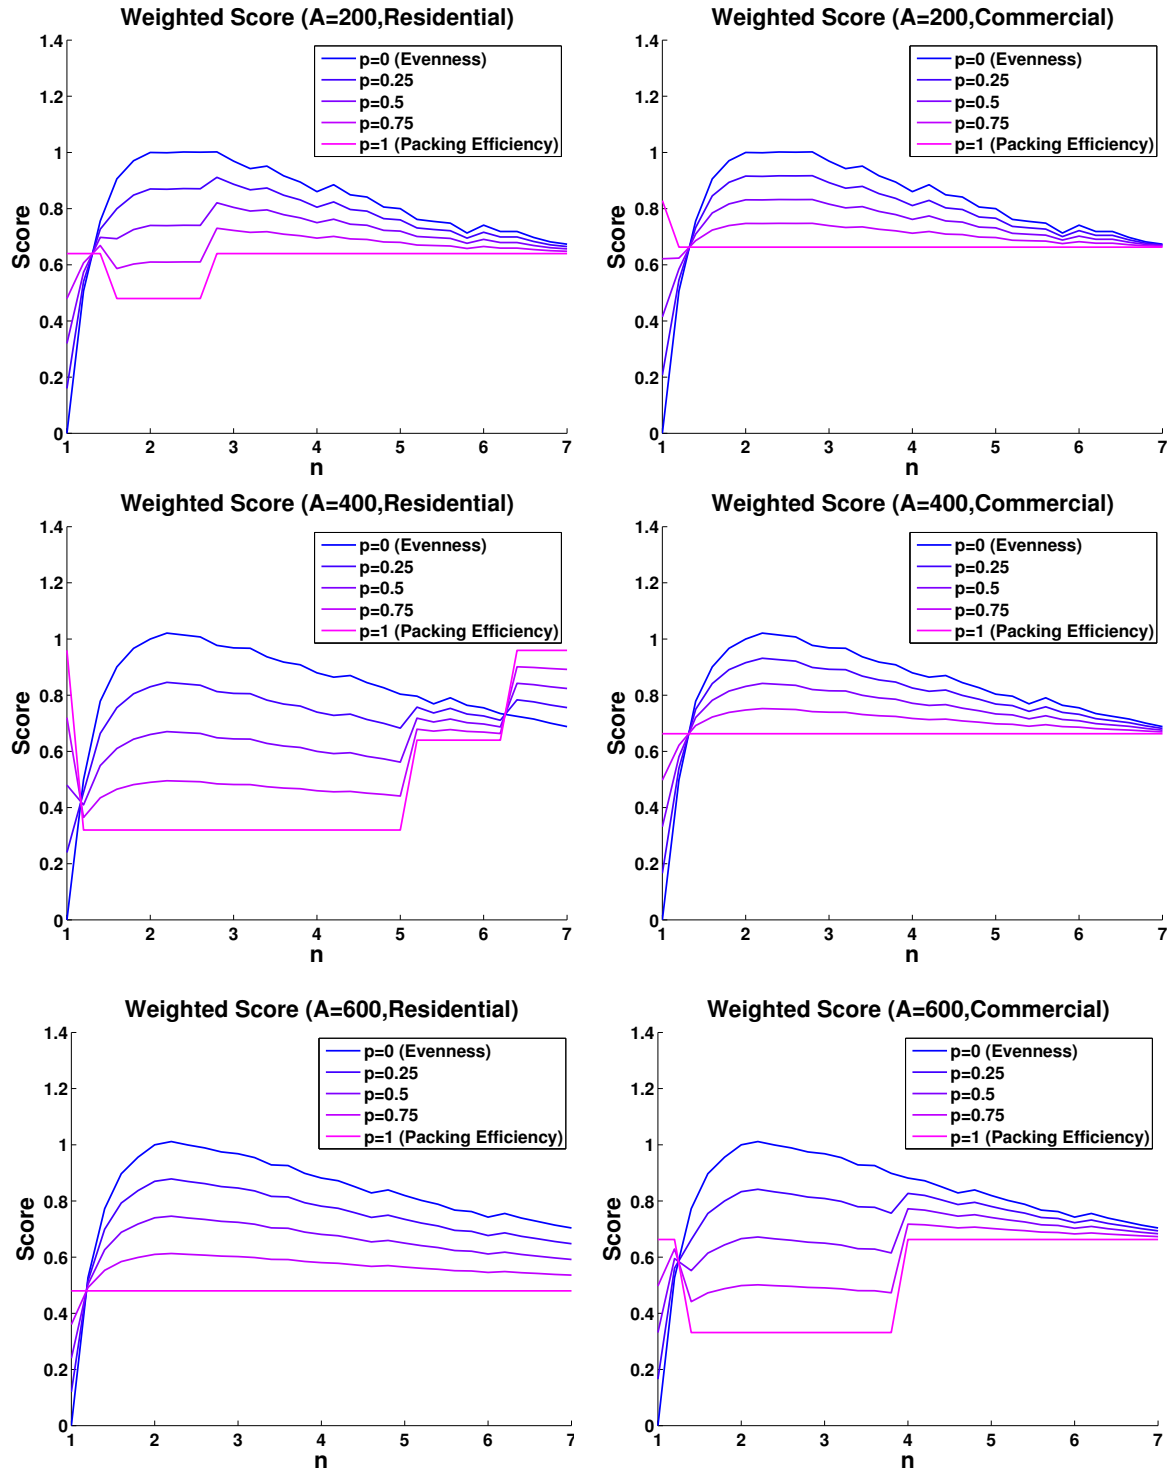 Weighted Score (A=200,Residential)
1.4
1.2
1
0.8
0.6
0.4
0.2
0
Score
1 2 3 4 5 6 7
n
p=0 (Evenness)
p=0.25
p=0.5
p=0.75
p=1 (Packing Efficiency)
Weighted Score (A=200,Commercial)
1.4
1.2
1
0.8
0.6
0.4
0.2
0
Score
1 2 3 4 5 6 7
n
p=0 (Evenness)
p=0.25
p=0.5
p=0.75
p=1 (Packing Efficiency)
Weighted Score (A=400,Residential)
1.4
1.2
1
0.8
0.6
0.4
0.2
0
Score
1 2 3 4 5 6 7
n
p=0 (Evenness)
p=0.25
p=0.5
p=0.75
p=1 (Packing Efficiency)
Weighted Score (A=400,Commercial)
1.4
1.2
1
0.8
0.6
0.4
0.2
0
Score
1 2 3 4 5 6 7
n
p=0 (Evenness)
p=0.25
p=0.5
p=0.75
p=1 (Packing Efficiency)
Weighted Score (A=600,Residential)
1.4
1.2
1
0.8
0.6
0.4
0.2
0
Score
1 2 3 4 5 6 7
n
p=0 (Evenness)
p=0.25
p=0.5
p=0.75
p=1 (Packing Efficiency)
Weighted Score (A=600,Commercial)
1.4
1.2
1
0.8
0.6
0.4
0.2
0
Score
1 2 3 4 5 6 7
n
p=0 (Evenness)
p=0.25
p=0.5
p=0.75
p=1 (Packing Efficiency)